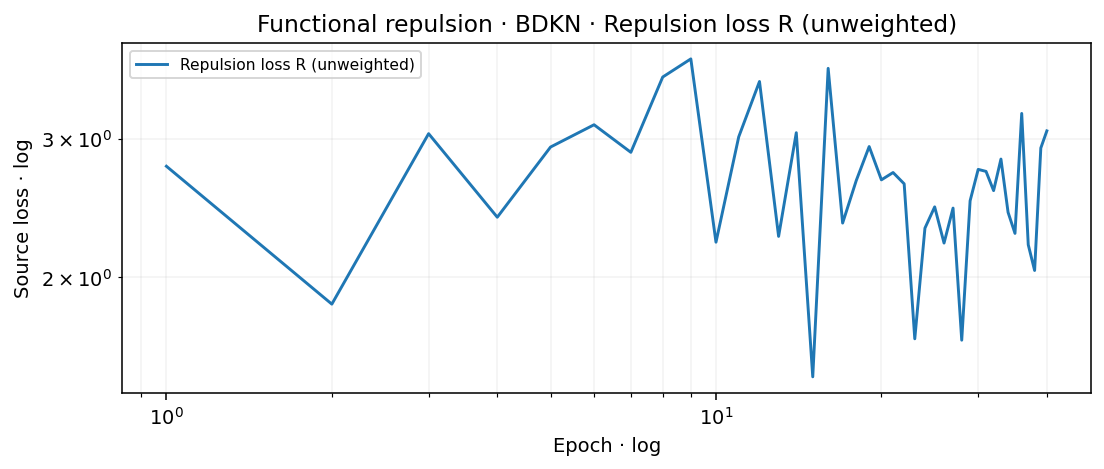 Functional repulsion · BDKN · Repulsion loss R (unweighted)
Repulsion loss R (unweighted)
Source loss · log
3 × 10⁰
2 × 10⁰
10⁰ 10¹
Epoch · log